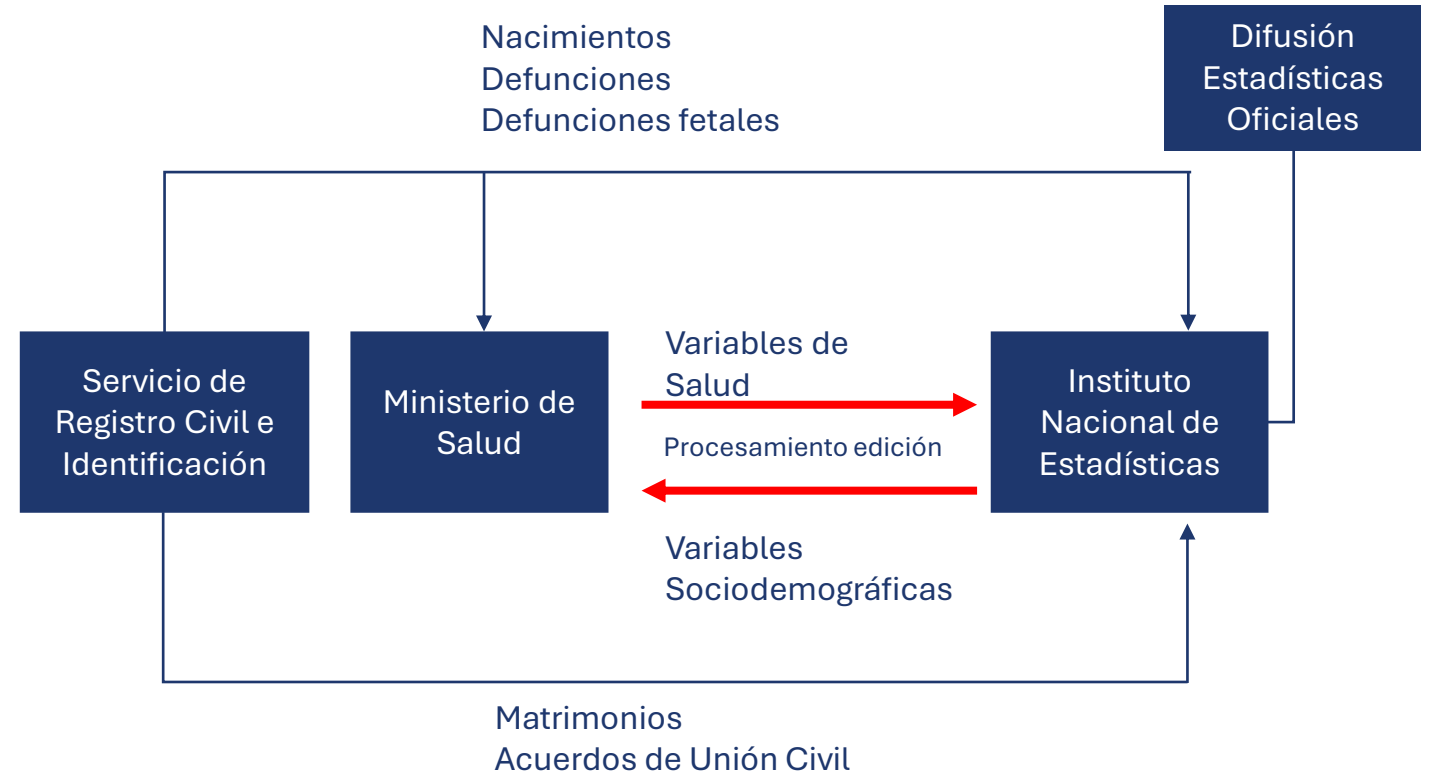 Nacimientos
Defunciones
Defunciones fetales
Difusión
Estadísticas
Oficiales
Servicio de
Registro Civil e
Identificación
Ministerio de
Salud
Variables de
Salud
Procesamiento edición
Variables
Sociodemográficas
Instituto
Nacional de
Estadísticas
Matrimonios
Acuerdos de Unión Civil